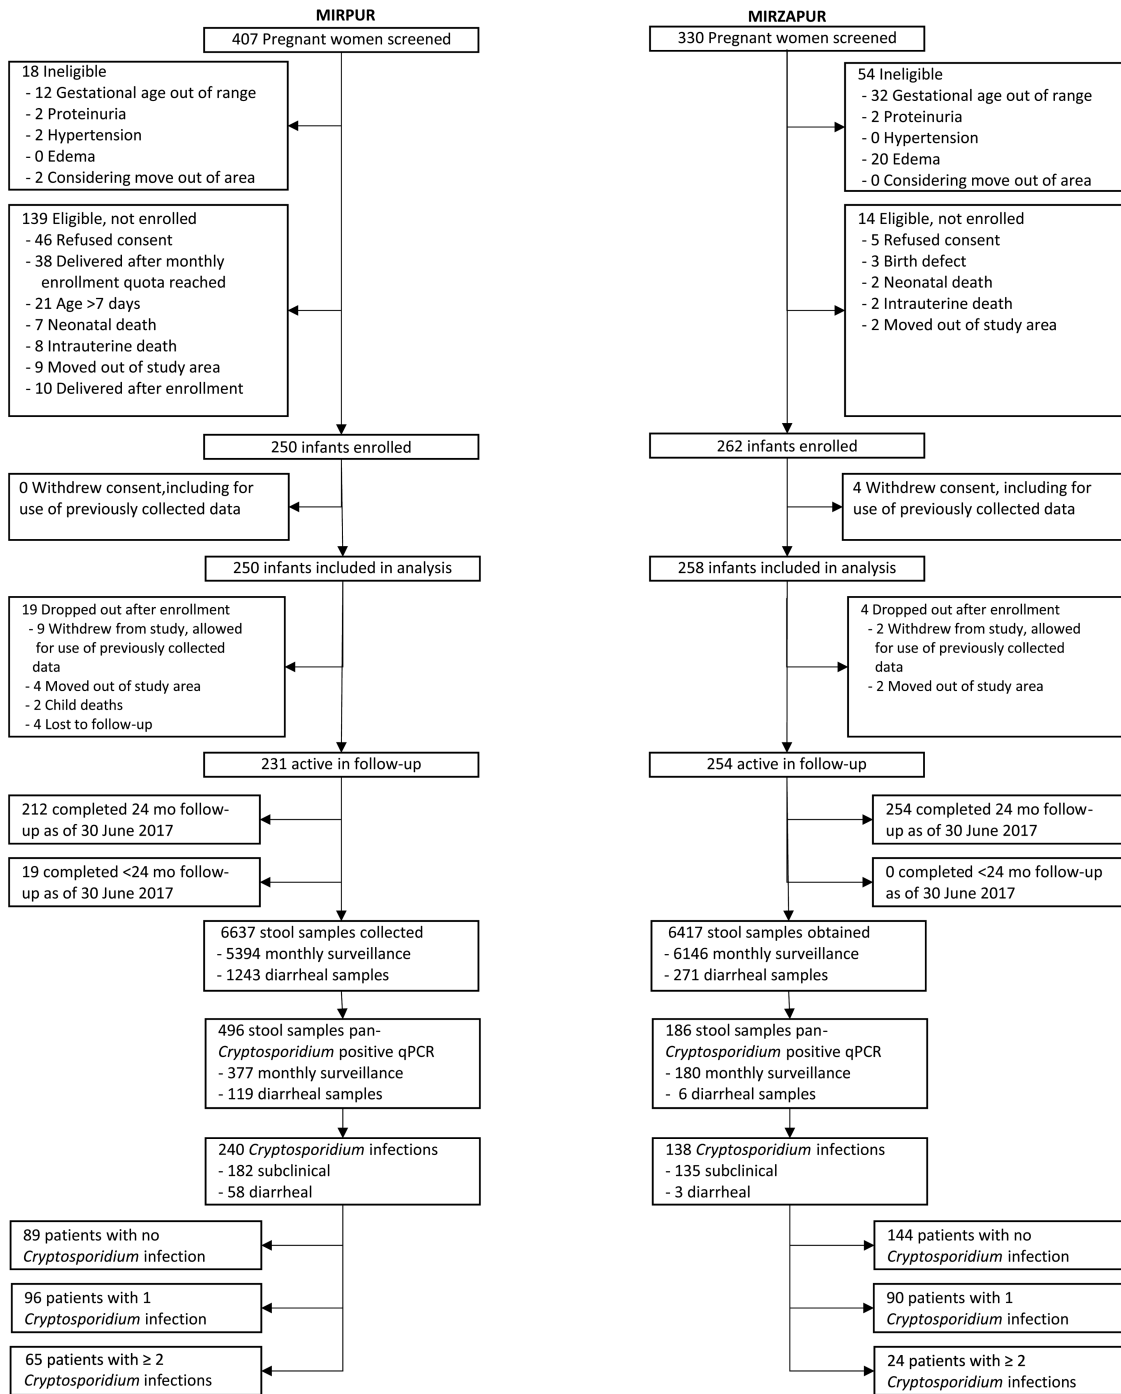 MIRPUR
407 Pregnant women screened
18 Ineligible
- 12 Gestational age out of range
- 2 Proteinuria
- 2 Hypertension
- 0 Edema
- 2 Considering move out of area
139 Eligible, not enrolled
- 46 Refused consent
- 38 Delivered after monthly
enrollment quota reached
- 21 Age >7 days
- 7 Neonatal death
- 8 Intrauterine death
- 9 Moved out of study area
- 10 Delivered after enrollment
250 infants enrolled
0 Withdrew consent,including for
use of previously collected data
250 infants included in analysis
19 Dropped out after enrollment
- 9 Withdrew from study, allowed
for use of previously collected
data
- 4 Moved out of study area
- 2 Child deaths
- 4 Lost to follow-up
231 active in follow-up
212 completed 24 mo follow-
up as of 30 June 2017
19 completed <24 mo follow-
up as of 30 June 2017
6637 stool samples collected
- 5394 monthly surveillance
- 1243 diarrheal samples
496 stool samples pan-
Cryptosporidium positive qPCR
- 377 monthly surveillance
- 119 diarrheal samples
240 Cryptosporidium infections
- 182 subclinical
- 58 diarrheal
89 patients with no
Cryptosporidium infection
96 patients with 1
Cryptosporidium infection
65 patients with ≥ 2
Cryptosporidium infections
MIRZAPUR
330 Pregnant women screened
54 Ineligible
- 32 Gestational age out of range
- 2 Proteinuria
- 0 Hypertension
- 20 Edema
- 0 Considering move out of area
14 Eligible, not enrolled
- 5 Refused consent
- 3 Birth defect
- 2 Neonatal death
- 2 Intrauterine death
- 2 Moved out of study area
262 infants enrolled
4 Withdrew consent, including for
use of previously collected data
258 infants included in analysis
4 Dropped out after enrollment
- 2 Withdrew from study, allowed
for use of previously collected
data
- 2 Moved out of study area
254 active in follow-up
254 completed 24 mo follow-
up as of 30 June 2017
0 completed <24 mo follow-up
as of 30 June 2017
6417 stool samples obtained
- 6146 monthly surveillance
- 271 diarrheal samples
186 stool samples pan-
Cryptosporidium positive qPCR
- 180 monthly surveillance
- 6 diarrheal samples
138 Cryptosporidium infections
- 135 subclinical
- 3 diarrheal
144 patients with no
Cryptosporidium infection
90 patients with 1
Cryptosporidium infection
24 patients with ≥ 2
Cryptosporidium infections